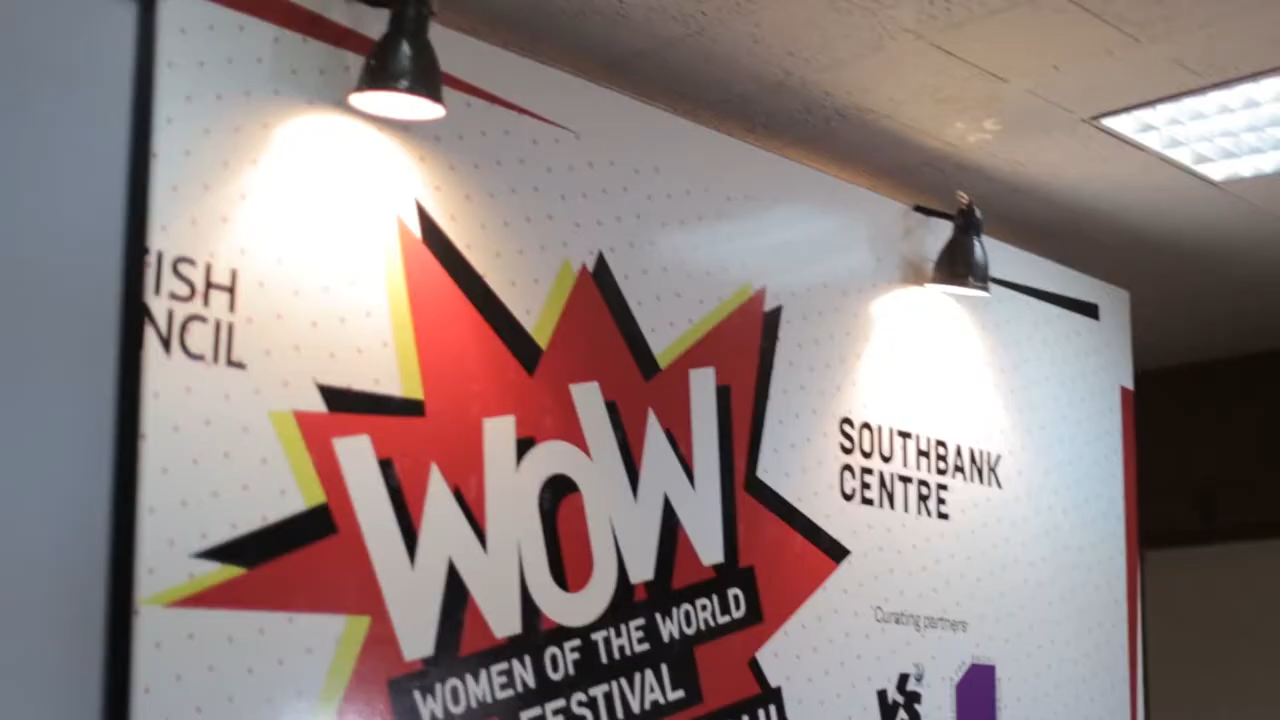 ISH
NCIL
WOW
WOMEN OF THE WORLD
FESTIVAL
SOUTHBANK
CENTRE
Curating partners